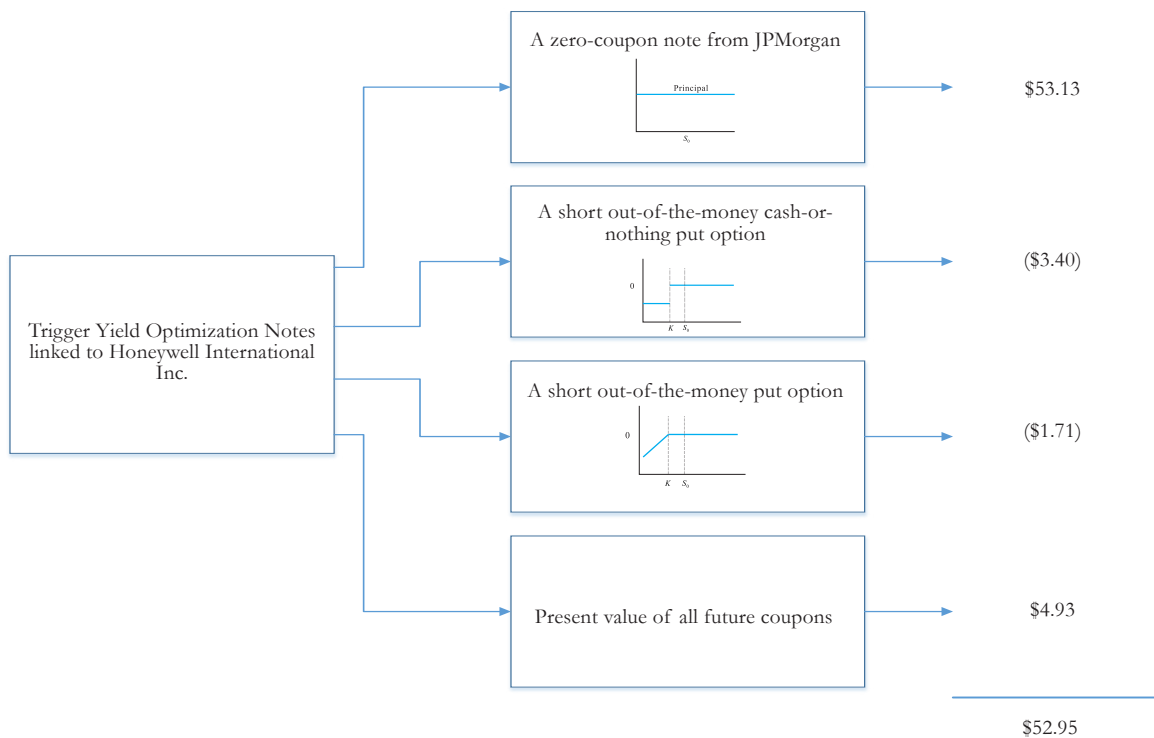 A zero-coupon note from JPMorgan
Principal
S0
$53.13
A short out-of-the-money cash-or-
nothing put option
0
K S0
($3.40)
Trigger Yield Optimization Notes
linked to Honeywell International
Inc.
A short out-of-the-money put option
0
K S0
($1.71)
Present value of all future coupons
$4.93
$52.95